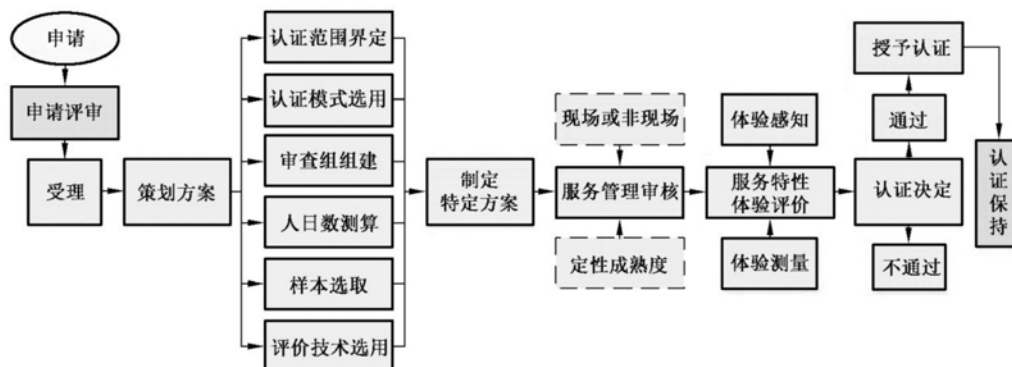 申请
申请评审
受理
策划方案
认证范围界定
认证模式选用
审查组组建
人日数测算
样本选取
评价技术选用
制定
特定方案
现场或非现场
服务管理审核
定性成熟度
体验感知
服务特性
体验评价
体验测量
授予认证
通过
认证决定
不通过
认证保持